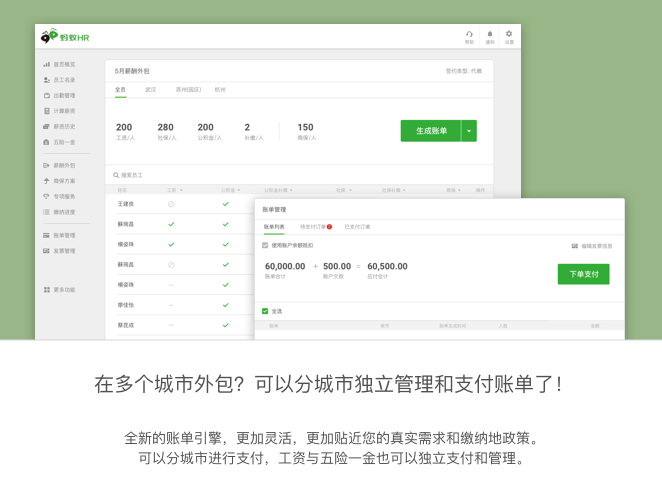 蚂蚁HR
帮助
通知
设置
首页概览
员工名录
出勤管理
计算薪资
薪资历史
五险一金
薪酬外包
商保方案
专项服务
缴纳进度
账单管理
发票管理
更多功能
5月薪酬外包
签约类型: 代缴
全员
武汉
苏州(园区)
杭州
200
280
200
2
150
工资/人
社保/人
公积金/人
补缴/人
商保/人
生成账单
搜索员工
姓名
工资
公积金
公积金补缴
社保
社保补缴
操作
王建良
蔡晓昌
杨姿珠
蔡晓昌
杨姿珠
廖佳怡
蔡昆成
账单管理
账单列表
待支付订单
已支付订单
使用账户余额抵扣
编辑发票信息
60,000.00 + 500.00 = 60,500.00
账单合计
账户欠款
应付合计
下单支付
全选
账单
城市
账单生成时间
人数
金额
在多个城市外包？可以分城市独立管理和支付账单了！
全新的账单引擎，更加灵活，更加贴近您的真实需求和缴纳地政策。
可以分城市进行支付，工资与五险一金也可以独立支付和管理。